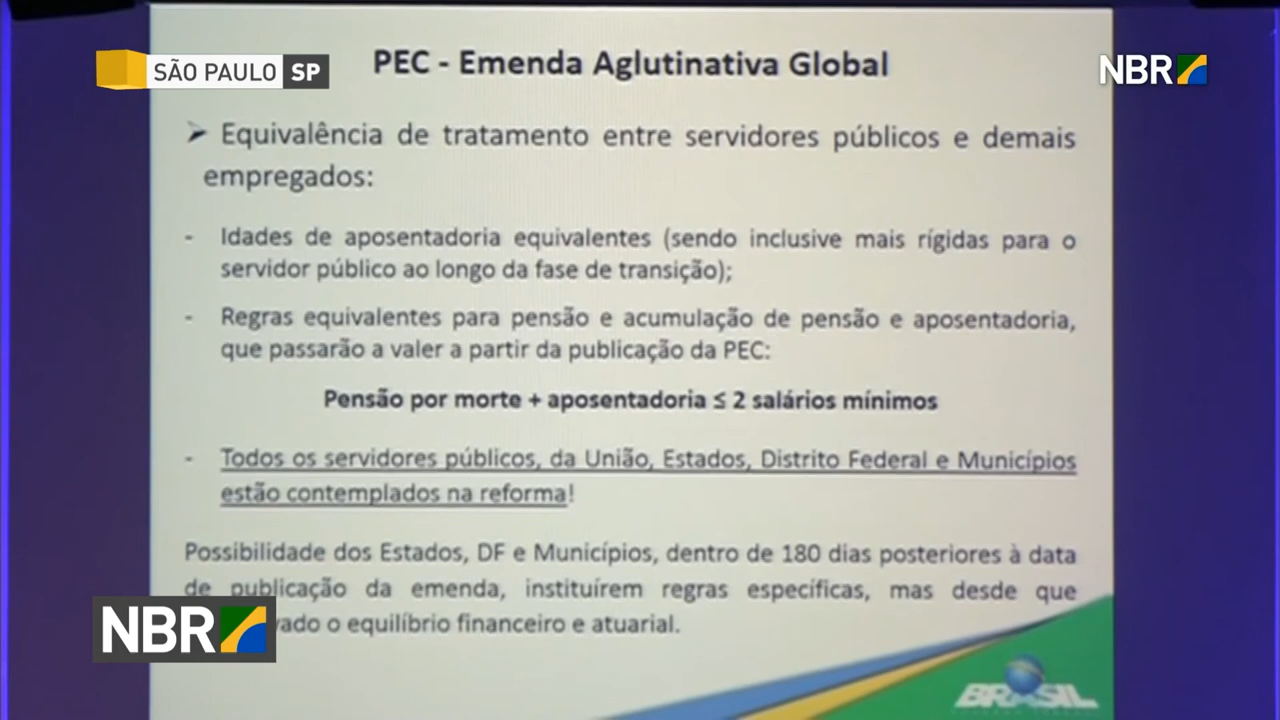 SÃO PAULO SP
NBR
PEC - Emenda Aglutinativa Global
➤ Equivalência de tratamento entre servidores públicos e demais
empregados:
- Idades de aposentadoria equivalentes (sendo inclusive mais rígidas para o
servidor público ao longo da fase de transição);
- Regras equivalentes para pensão e acumulação de pensão e aposentadoria,
que passarão a valer a partir da publicação da PEC:
Pensão por morte + aposentadoria ≤ 2 salários mínimos
- Todos os servidores públicos, da União, Estados, Distrito Federal e Municípios
estão contemplados na reforma!
Possibilidade dos Estados, DF e Municípios, dentro de 180 dias posteriores à data
de publicação da emenda, instituírem regras específicas, mas desde que
vado o equilíbrio financeiro e atuarial.
NBR
BRASIL